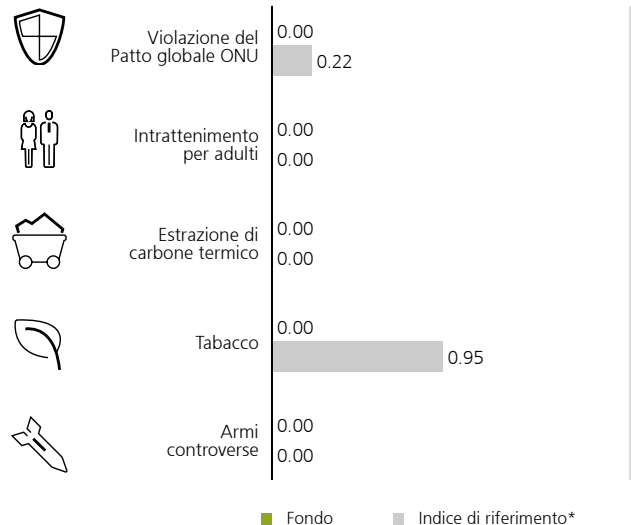 Violazione del
Patto globale ONU
0.00
0.22
Intrattenimento
per adulti
0.00
0.00
Estrazione di
carbone termico
0.00
0.00
Tabacco
0.00
0.95
Armi
controverse
0.00
0.00
Fondo
Indice di riferimento*